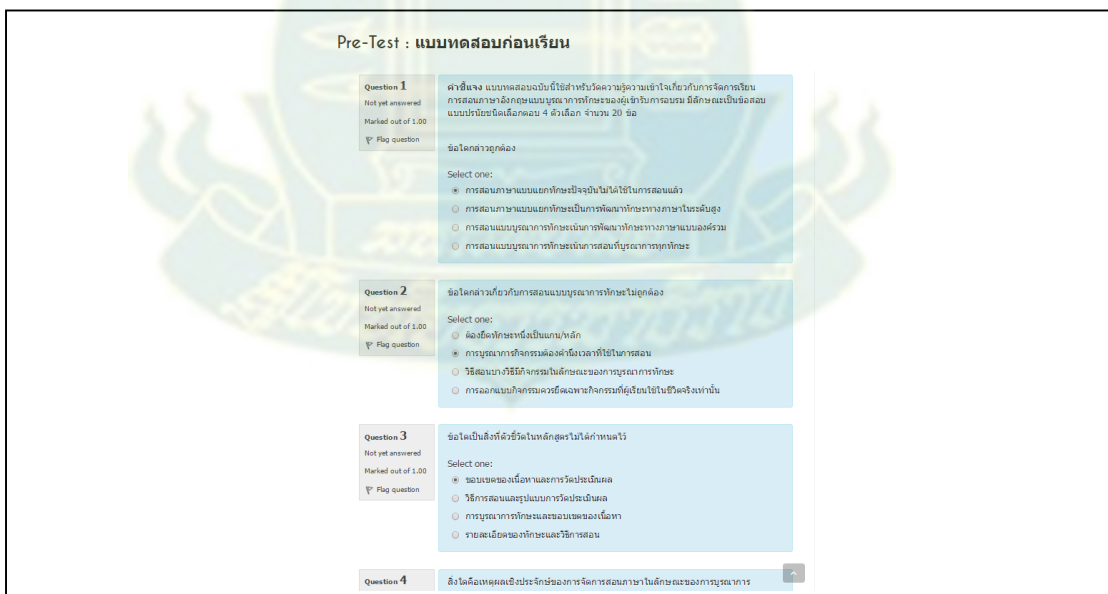 Pre-Test : แบบทดสอบก่อนเรียน
Question 1
Not yet answered
Marked out of 1.00
Flag question
คำชี้แจง แบบทดสอบฉบับนี้ใช้สำหรับวัดความรู้ความเข้าใจเกี่ยวกับการจัดการเรียน
การสอนภาษาอังกฤษแบบบูรณาการทักษะของผู้เข้ารับการอบรม มีลักษณะเป็นข้อสอบ
แบบปรนัยชนิดเลือกตอบ 4 ตัวเลือก จำนวน 20 ข้อ
ข้อใดกล่าวถูกต้อง
Select one:
การสอนภาษาแบบแยกทักษะปัจจุบันไม่ได้ใช้ในการสอนแล้ว
การสอนภาษาแบบแยกทักษะเป็นการพัฒนาทักษะทางภาษาในระดับสูง
การสอนแบบบูรณาการทักษะเน้นการพัฒนาทักษะทางภาษาแบบองค์รวม
การสอนแบบบูรณาการทักษะเน้นการสอนที่บูรณาการทุกทักษะ
Question 2
Not yet answered
Marked out of 1.00
Flag question
ข้อใดกล่าวเกี่ยวกับการสอนแบบบูรณาการทักษะไม่ถูกต้อง
Select one:
ต้องยึดทักษะหนึ่งเป็นแกน/หลัก
การบูรณาการกิจกรรมต้องคำนึงเวลาที่ใช้ในการสอน
วิธีสอนบางวิธีมีกิจกรรมในลักษณะของการบูรณาการทักษะ
การออกแบบกิจกรรมควรยึดเฉพาะกิจกรรมที่ผู้เรียนใช้ในชีวิตจริงเท่านั้น
Question 3
Not yet answered
Marked out of 1.00
Flag question
ข้อใดเป็นสิ่งที่ตัวชี้วัดในหลักสูตรไม่ได้กำหนดไว้
Select one:
ขอบเขตของเนื้อหาและการวัดประเมินผล
วิธีการสอนและรูปแบบการวัดประเมินผล
การบูรณาการทักษะและขอบเขตของเนื้อหา
รายละเอียดของทักษะและวิธีการสอน
Question 4
สิ่งใดคือเหตุผลเชิงประจักษ์ของการจัดการสอนภาษาในลักษณะของการบูรณาการ